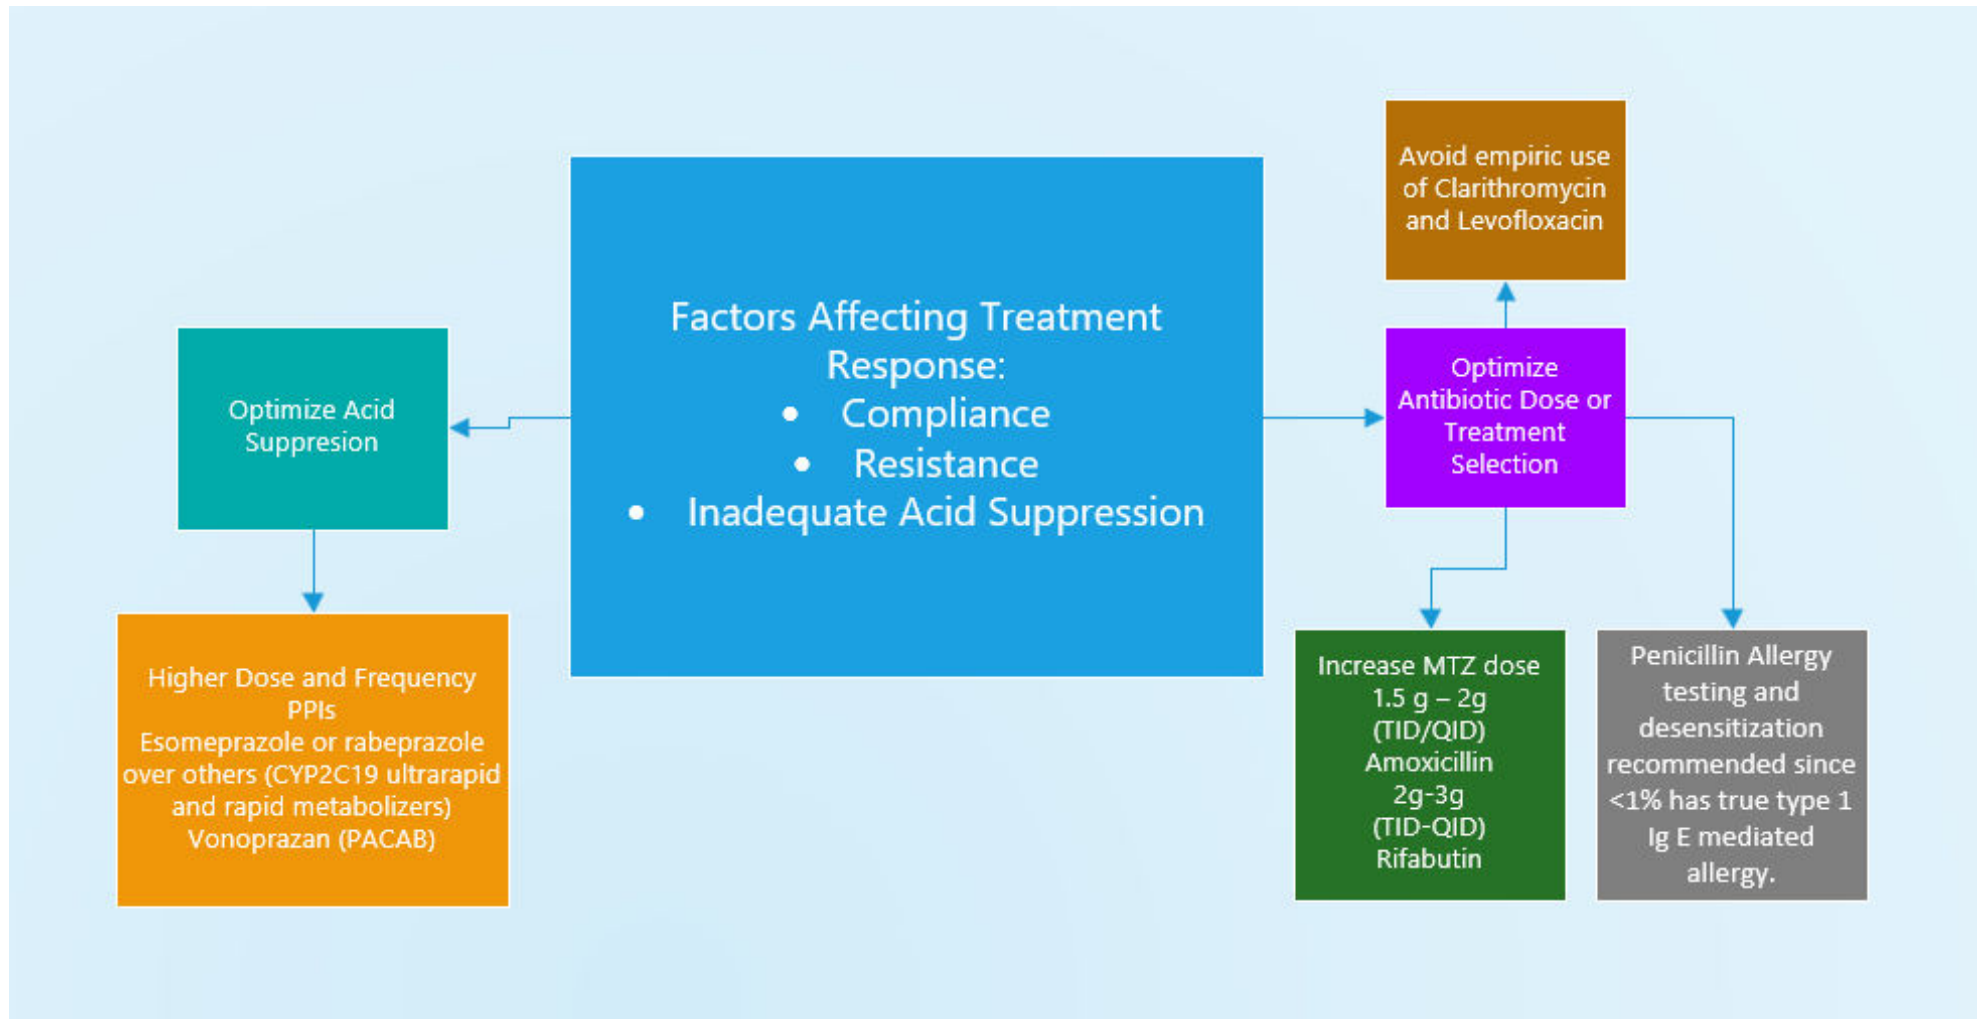 Factors Affecting Treatment
Response:
• Compliance
• Resistance
• Inadequate Acid Suppression
Optimize Acid
Suppresion
Higher Dose and Frequency
PPIs
Esomeprazole or rabeprazole
over others (CYP2C19 ultrarapid
and rapid metabolizers)
Vonoprazan (PACAB)
Optimize
Antibiotic Dose or
Treatment
Selection
Avoid empiric use
of Clarithromycin
and Levofloxacin
Increase MTZ dose
1.5 g – 2g
(TID/QID)
Amoxicillin
2g-3g
(TID-QID)
Rifabutin
Penicillin Allergy
testing and
desensitization
recommended since
<1% has true type 1
Ig E mediated
allergy.